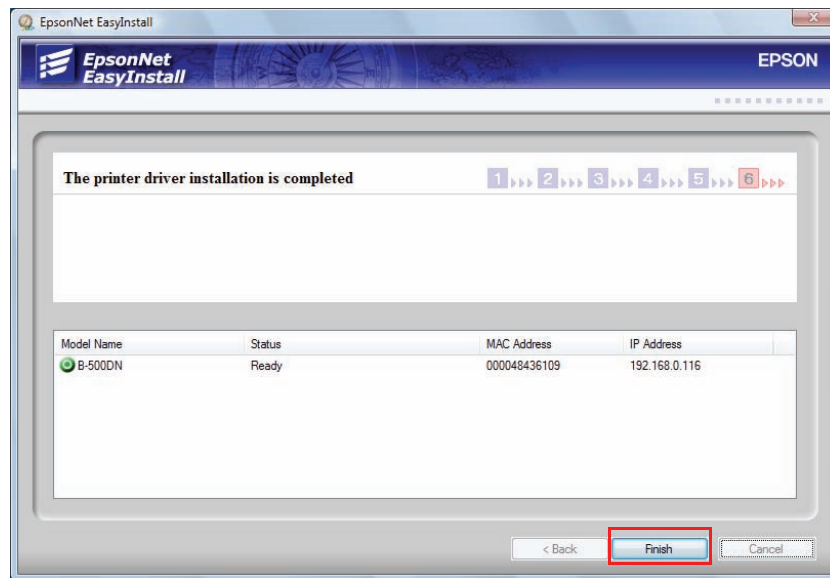 EpsonNet EasyInstall
EpsonNet
EasyInstall
EPSON
The printer driver installation is completed
1 2 3 4 5 6
Model Name Status MAC Address IP Address
B-500DN Ready 000048436109 192.168.0.116
< Back Finish Cancel